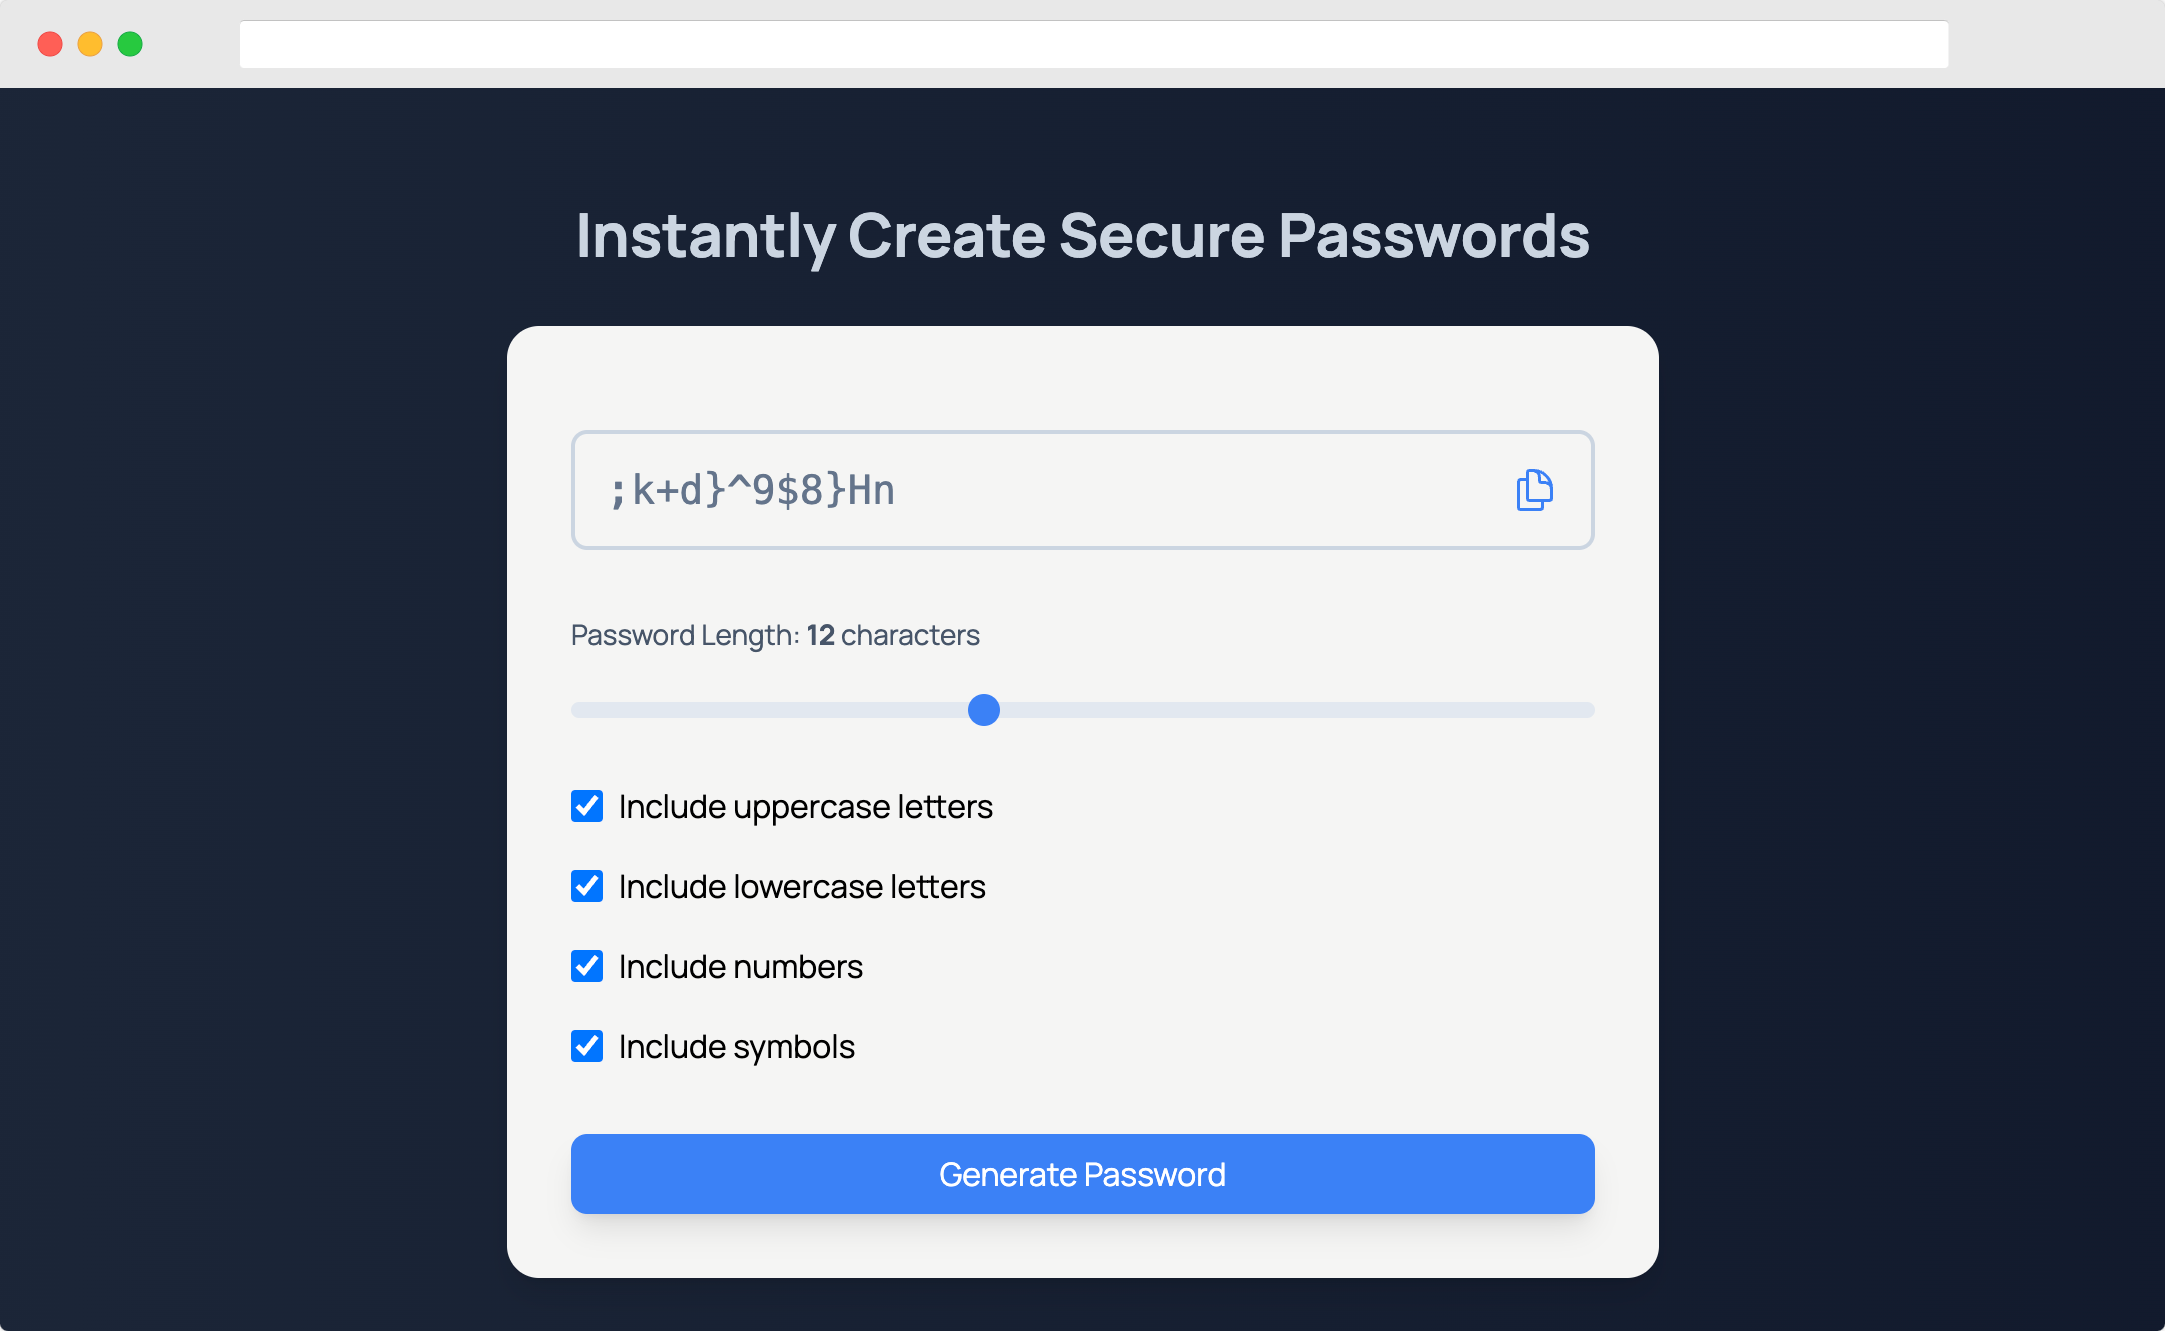 Instantly Create Secure Passwords
;k+d}^9$8}Hn
Password Length: 12 characters
Include uppercase letters
Include lowercase letters
Include numbers
Include symbols
Generate Password